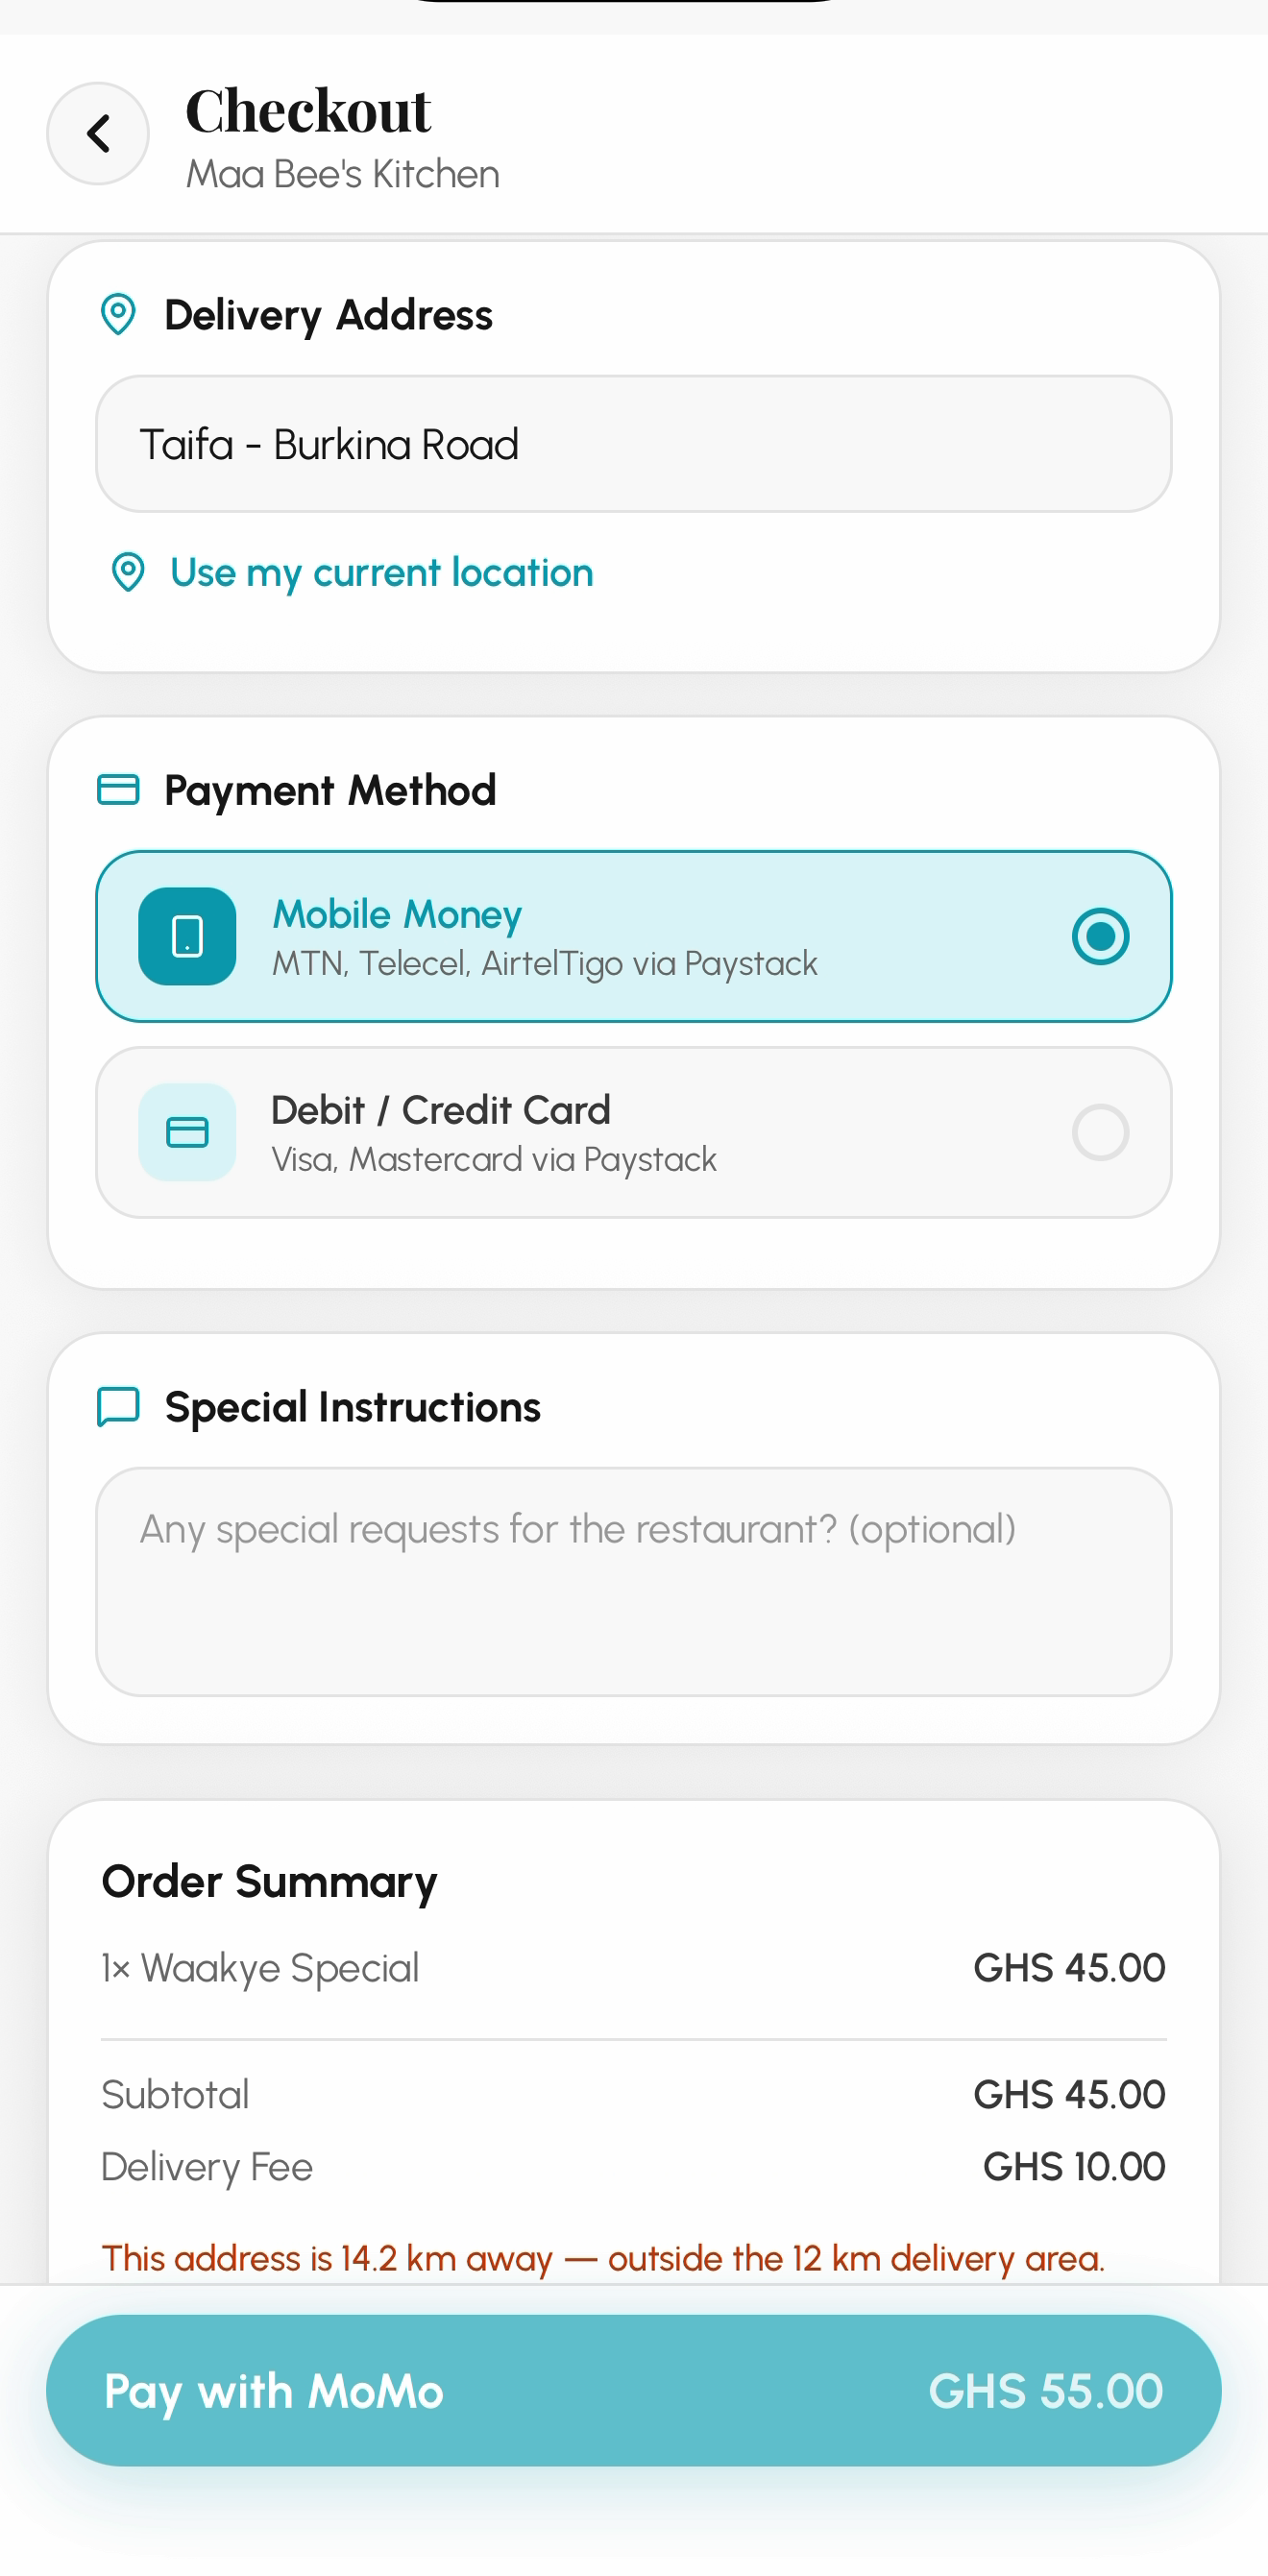 Checkout
Maa Bee's Kitchen
Delivery Address
Taifa - Burkina Road
Use my current location
Payment Method
Mobile Money
MTN, Telecel, AirtelTigo via Paystack
Debit / Credit Card
Visa, Mastercard via Paystack
Special Instructions
Any special requests for the restaurant? (optional)
Order Summary
1× Waakye Special GHS 45.00
Subtotal GHS 45.00
Delivery Fee GHS 10.00
This address is 14.2 km away — outside the 12 km delivery area.
Pay with MoMo GHS 55.00